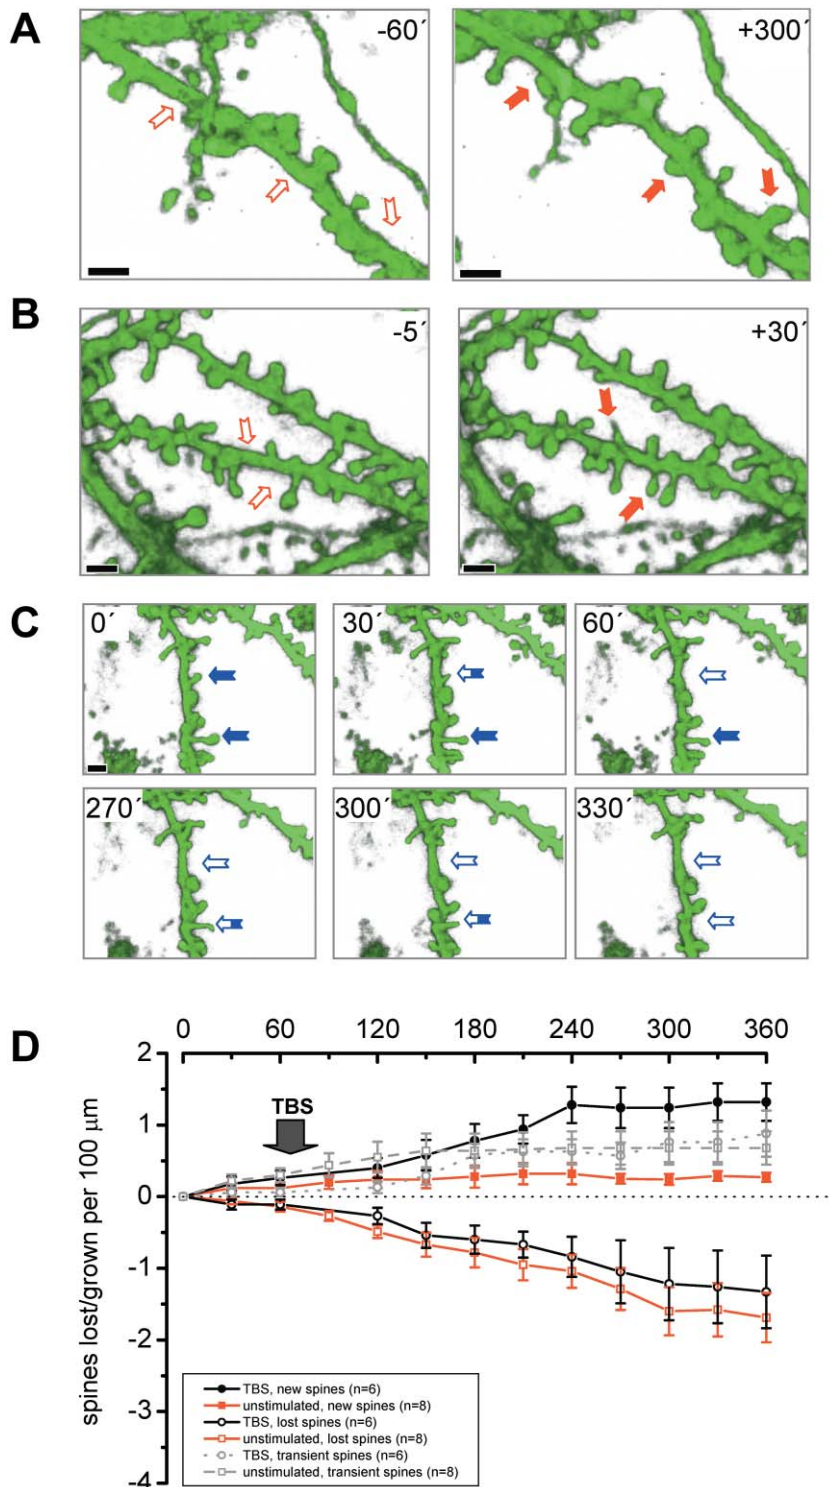 A
-60´
+300´
B
-5´
+30´
C
0´
30´
60´
270´
300´
330´
D
0 60 120 180 240 300 360
2
1
0
-1
-2
-3
-4
TBS
spines lost/grown per 100 μm
TBS, new spines (n=6)
unstimulated, new spines (n=8)
TBS, lost spines (n=6)
unstimulated, lost spines (n=8)
TBS, transient spines (n=6)
unstimulated, transient spines (n=8)